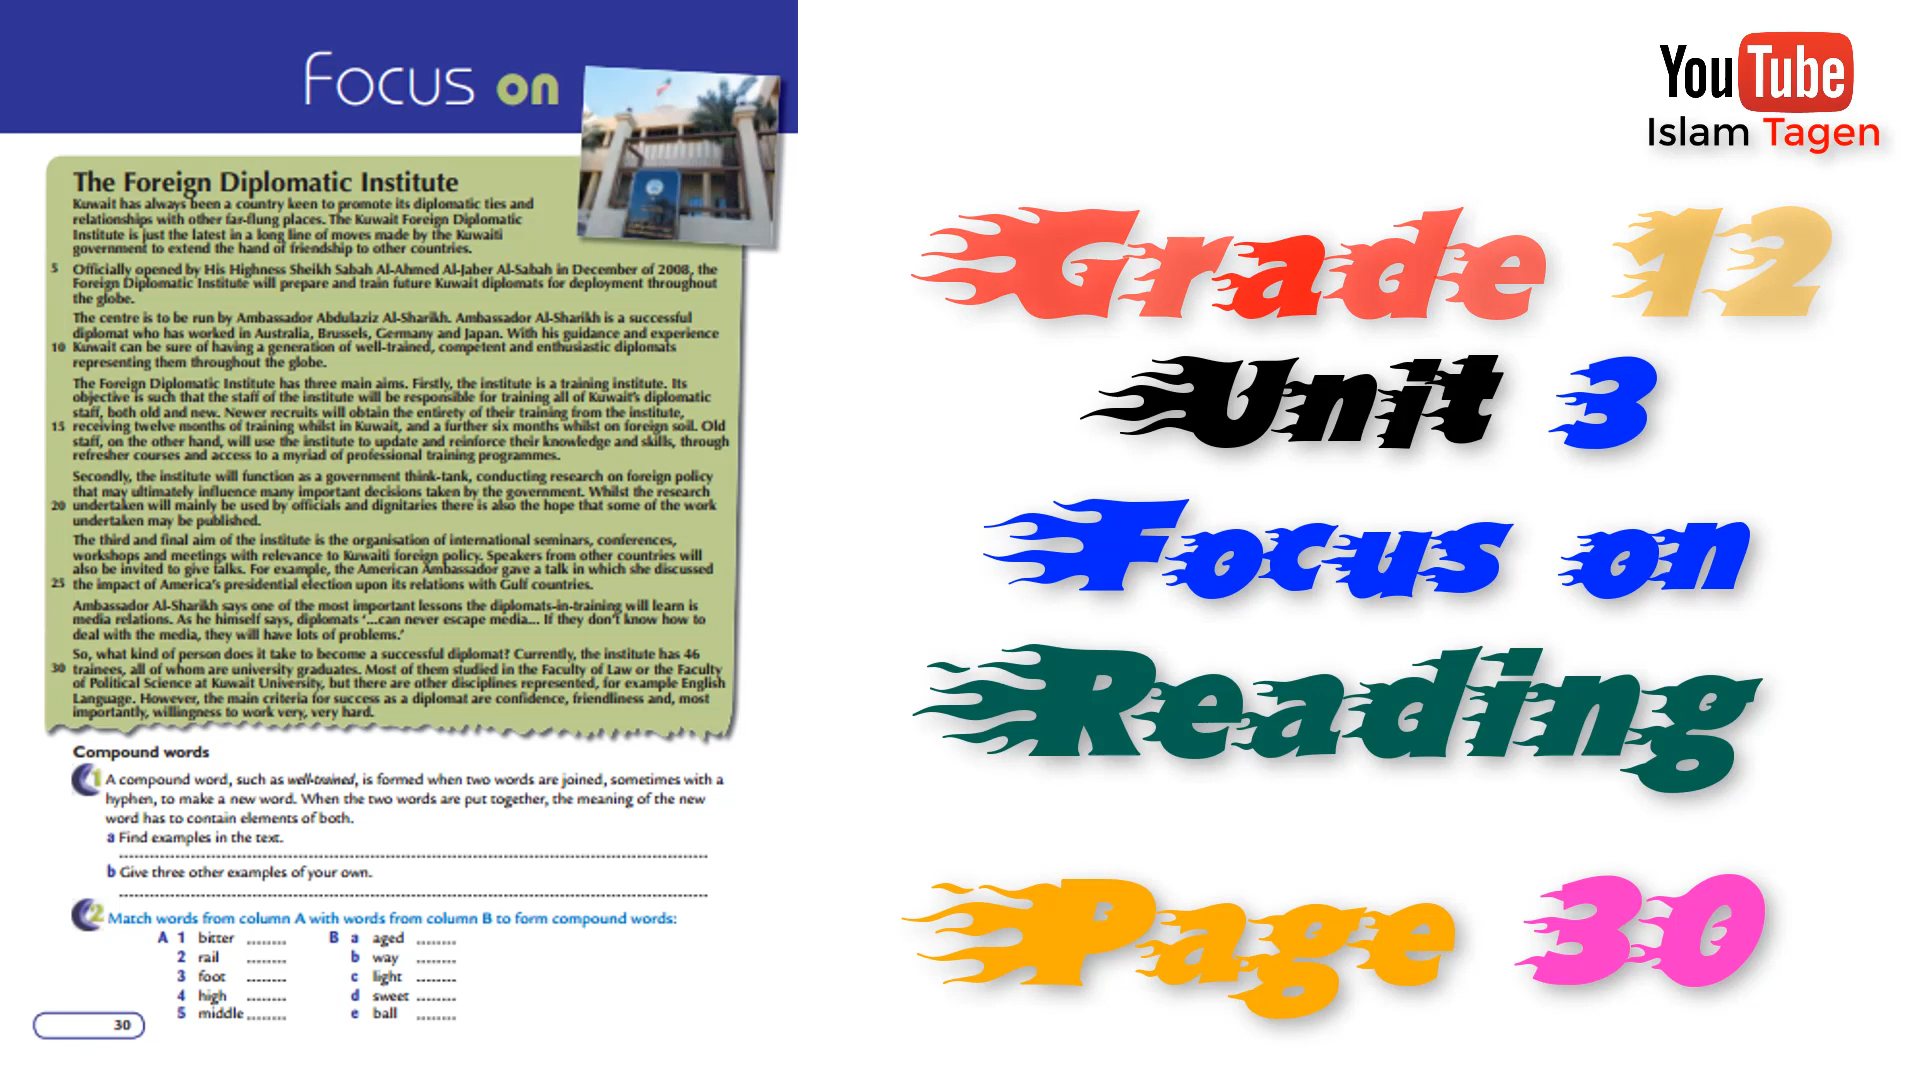 Focus on
The Foreign Diplomatic Institute
Kuwait has always been a country keen to promote its diplomatic ties and
relationships with other far-flung places. The Kuwait Foreign Diplomatic
Institute is just the latest in a long line of moves made by the Kuwaiti
government to extend the hand of friendship to other countries.
5 Officially opened by His Highness Sheikh Sabah Al-Ahmed Al-Jaber Al-Sabah in December of 2008, the
Foreign Diplomatic Institute will prepare and train future Kuwait diplomats for deployment throughout
the globe.
The centre is to be run by Ambassador Abdulaziz Al-Sharikh. Ambassador Al-Sharikh is a successful
diplomat who has worked in Australia, Brussels, Germany and Japan. With his guidance and experience
10 Kuwait can be sure of having a generation of well-trained, competent and enthusiastic diplomats
representing them throughout the globe.
The Foreign Diplomatic Institute has three main aims. Firstly, the institute is a training institute. Its
objective is such that the staff of the institute will be responsible for training all of Kuwait's diplomatic
staff, both old and new. Newer recruits will obtain the entirety of their training from the institute,
15 receiving twelve months of training whilst in Kuwait, and a further six months whilst on foreign soil. Old
staff, on the other hand, will use the institute to update and reinforce their knowledge and skills, through
refresher courses and access to a myriad of professional training programmes.
Secondly, the institute will function as a government think-tank, conducting research on foreign policy
that may ultimately influence many important decisions taken by the government. Whilst the research
20 undertaken will mainly be used by officials and dignitaries there is also the hope that some of the work
undertaken may be published.
The third and final aim of the institute is the organisation of international seminars, conferences,
workshops and meetings with relevance to Kuwaiti foreign policy. Speakers from other countries will
also be invited to give talks. For example, the American Ambassador gave a talk in which she discussed
25 the impact of America's presidential election upon its relations with Gulf countries.
Ambassador Al-Sharikh says one of the most important lessons the diplomats-in-training will learn is
media relations. As he himself says, diplomats '...can never escape media... If they don't know how to
deal with the media, they will have lots of problems.'
So, what kind of person does it take to become a successful diplomat? Currently, the institute has 46
30 trainees, all of whom are university graduates. Most of them studied in the Faculty of Law or the Faculty
of Political Science at Kuwait University, but there are other disciplines represented, for example English
Language. However, the main criteria for success as a diplomat are confidence, friendliness and, most
importantly, willingness to work very, very hard.
Compound words
1 A compound word, such as well-trained, is formed when two words are joined, sometimes with a
hyphen, to make a new word. When the two words are put together, the meaning of the new
word has to contain elements of both.
a Find examples in the text.
b Give three other examples of your own.
2 Match words from column A with words from column B to form compound words:
A 1 bitter ........ B a aged ........
2 rail ........ b way ........
3 foot ........ c light ........
4 high ........ d sweet ........
5 middle ........ e ball ........
30
YouTube
Islam Tagen
Grade 12
Unit 3
Focus on
Reading
Page 30